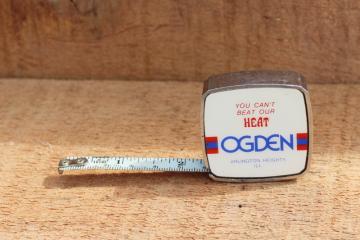 YOU CAN'T
BEAT OUR
HEAT
OGDEN
ARLINGTON HEIGHTS,
ILL